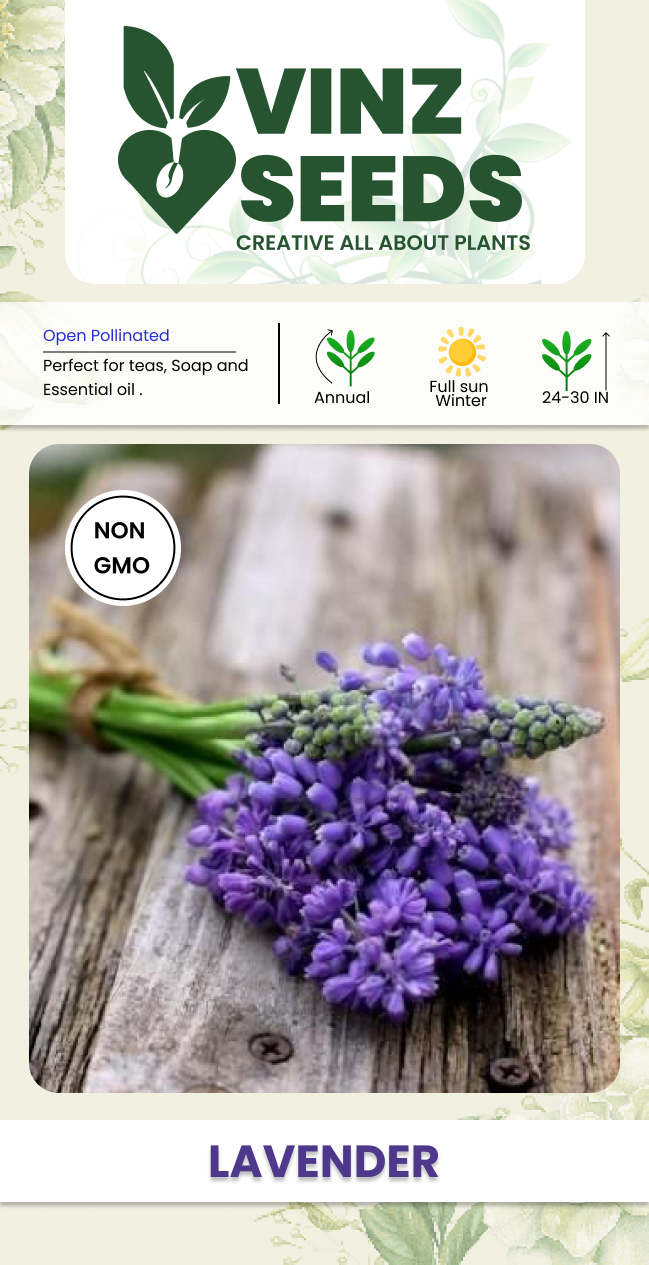 VINZ
SEEDS
CREATIVE ALL ABOUT PLANTS
Open Pollinated
Perfect for teas, Soap and
Essential oil .
Annual
Full sun
Winter
24-30 IN
NON
GMO
LAVENDER